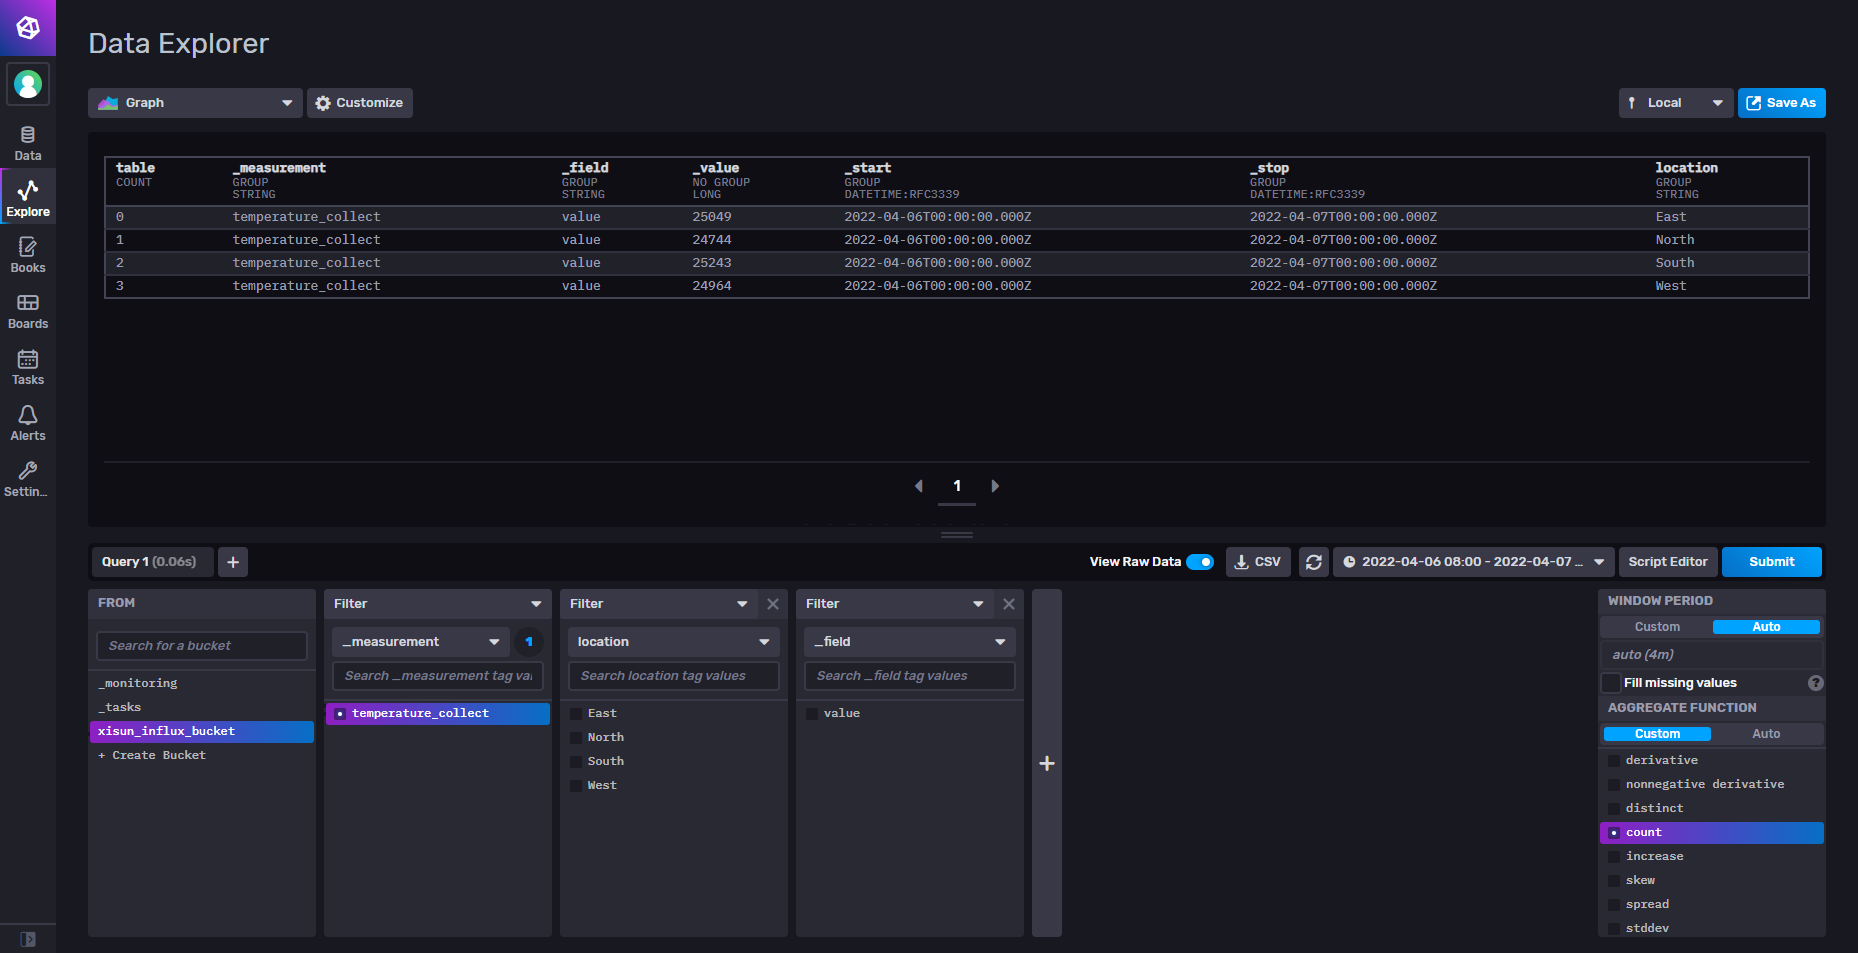 Data Explorer
Graph
Customize
Local
Save As
table _measurement _field _value _start _stop location
COUNT GROUP GROUP NO GROUP GROUP GROUP GROUP
STRING STRING LONG DATETIME:RFC3339 DATETIME:RFC3339 STRING
0 temperature_collect value 25049 2022-04-06T00:00:00.000Z 2022-04-07T00:00:00.000Z East
1 temperature_collect value 24744 2022-04-06T00:00:00.000Z 2022-04-07T00:00:00.000Z North
2 temperature_collect value 25243 2022-04-06T00:00:00.000Z 2022-04-07T00:00:00.000Z South
3 temperature_collect value 24964 2022-04-06T00:00:00.000Z 2022-04-07T00:00:00.000Z West
1
Data
Explore
Books
Boards
Tasks
Alerts
Settin...
Query 1 (0.06s)
+
View Raw Data
CSV
2022-04-06 08:00 - 2022-04-07 ...
Script Editor
Submit
FROM
Search for a bucket
_monitoring
_tasks
xisun_influx_bucket
+ Create Bucket
Filter
_measurement
1
Search _measurement tag val
temperature_collect
Filter
location
Search location tag values
East
North
South
West
Filter
_field
Search _field tag values
value
+
WINDOW PERIOD
Custom
Auto
auto (4m)
Fill missing values
?
AGGREGATE FUNCTION
Custom
Auto
derivative
nonnegative derivative
distinct
count
increase
skew
spread
stddev